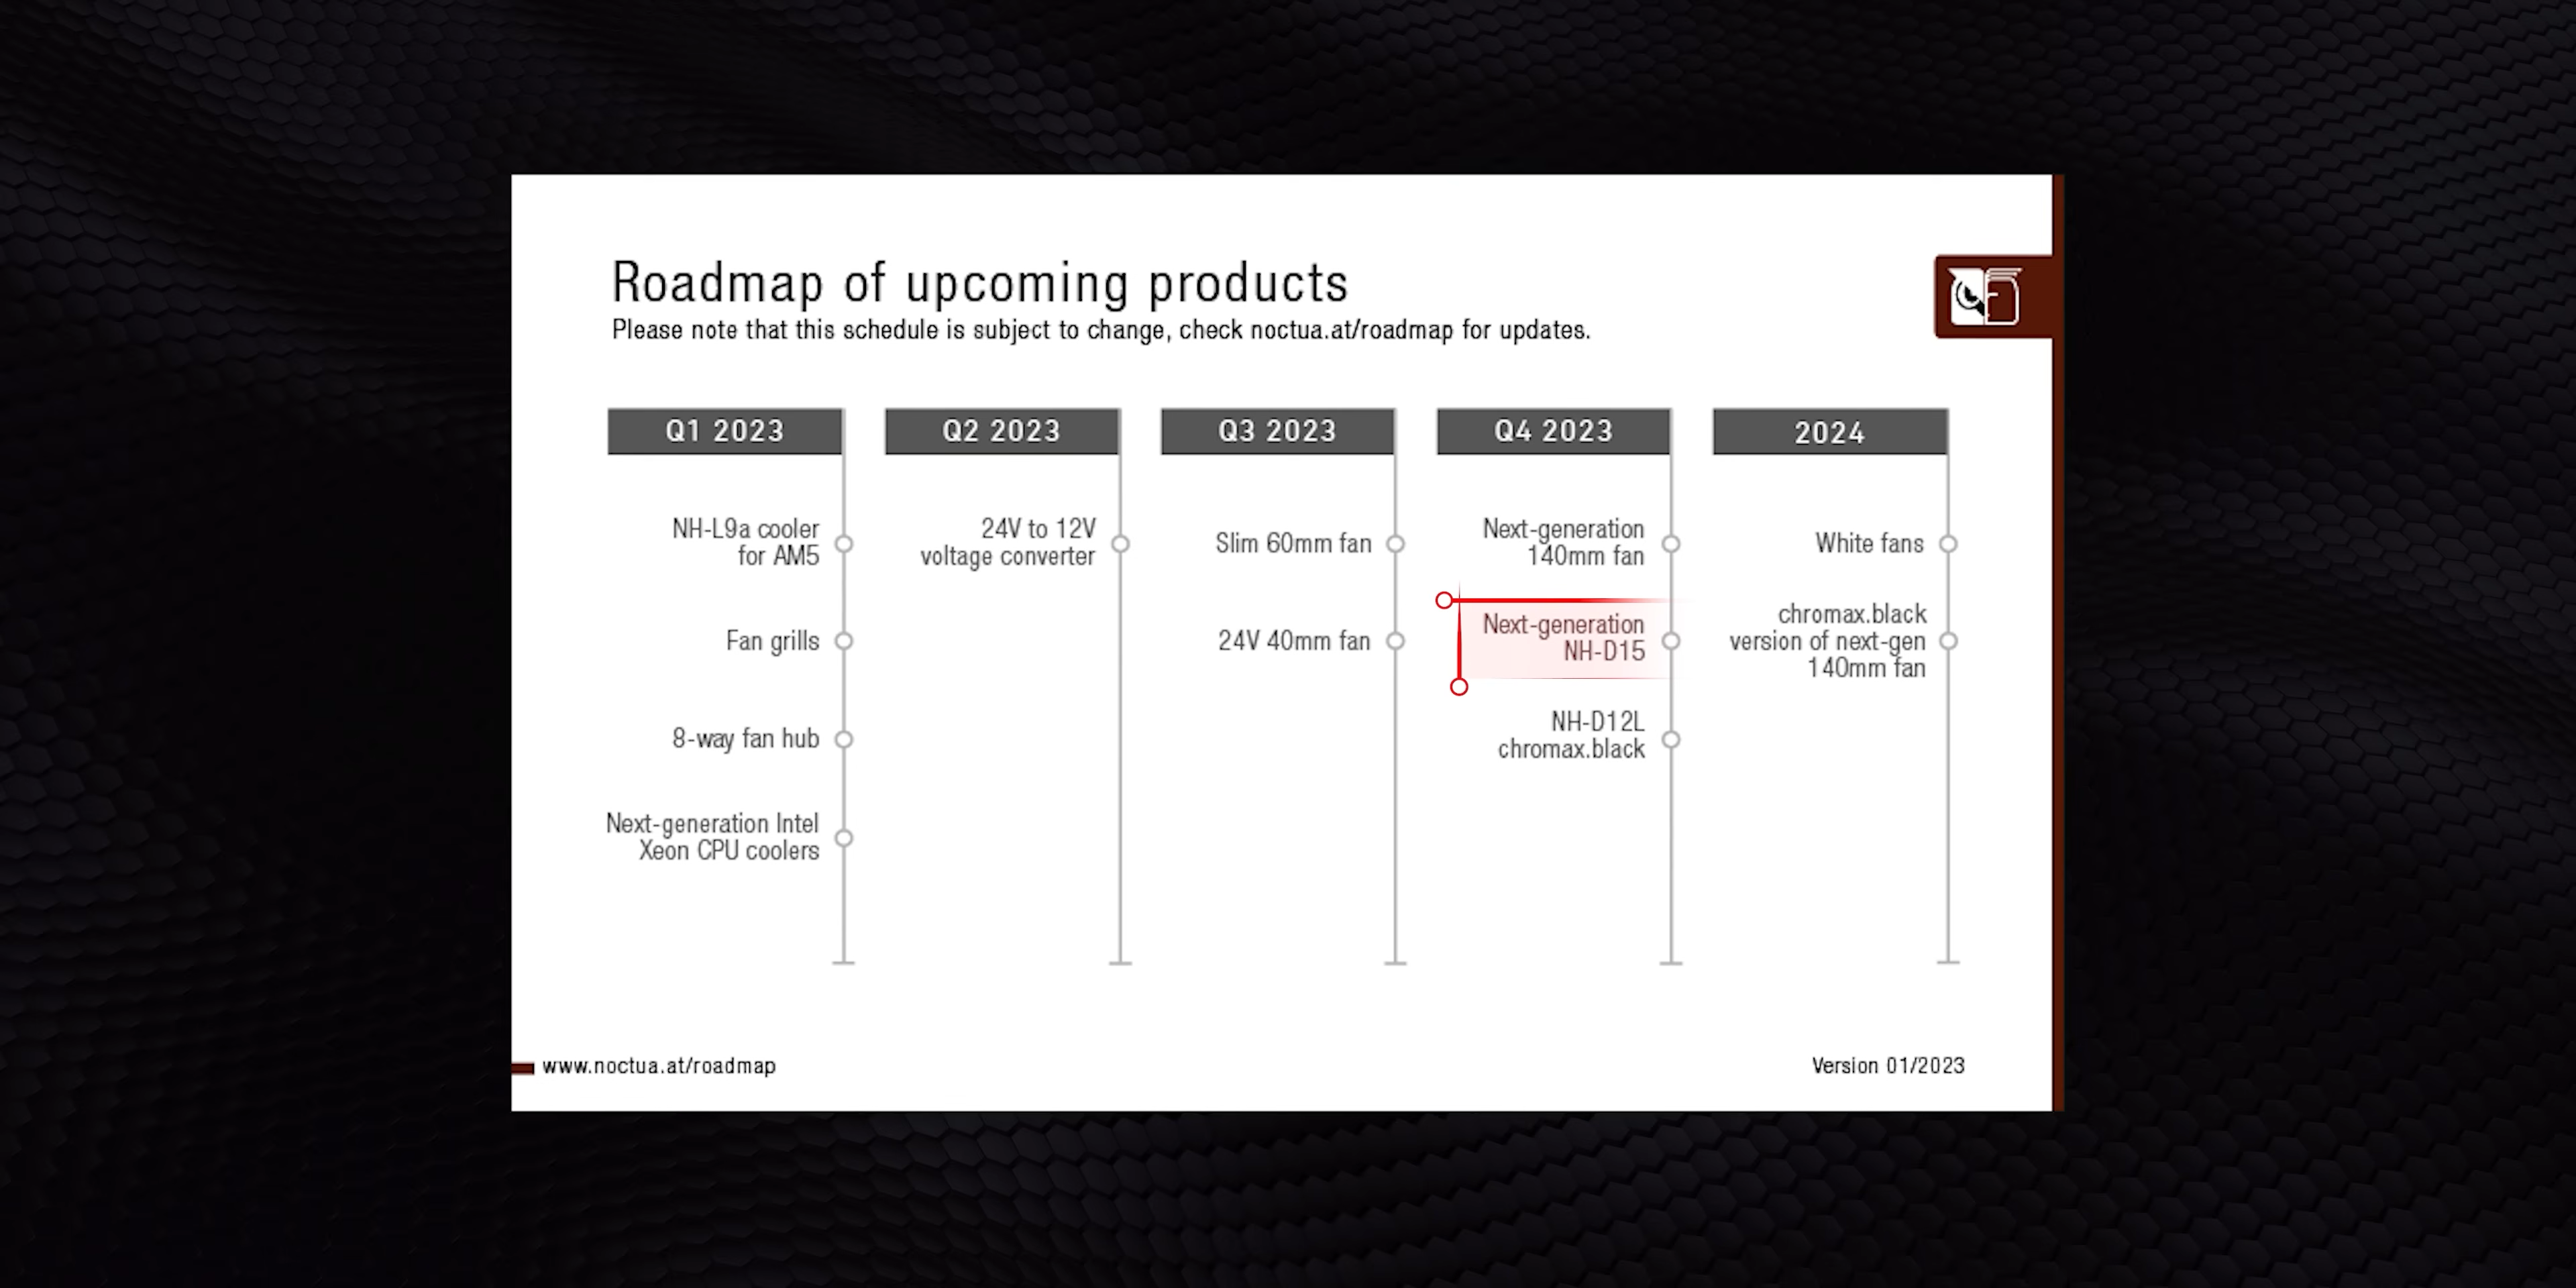 Roadmap of upcoming products
Please note that this schedule is subject to change, check noctua.at/roadmap for updates.
Q1 2023
NH-L9a cooler
for AM5
Fan grills
8-way fan hub
Next-generation Intel
Xeon CPU coolers
Q2 2023
24V to 12V
voltage converter
Q3 2023
Slim 60mm fan
24V 40mm fan
Q4 2023
Next-generation
140mm fan
Next-generation
NH-D15
NH-D12L
chromax.black
2024
White fans
chromax.black
version of next-gen
140mm fan
www.noctua.at/roadmap
Version 01/2023